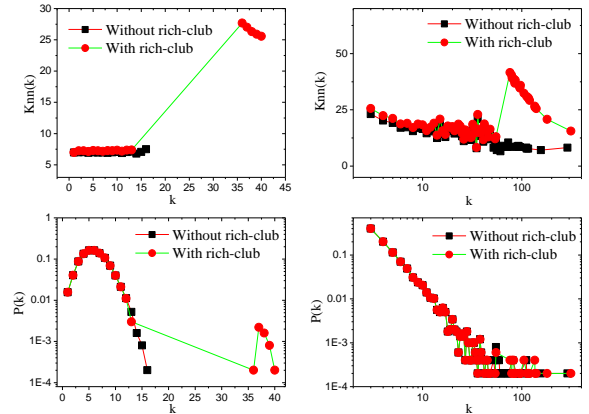 30
25
20
15
10
5
Knn(k)
Without rich-club
With rich-club
0 5 10 15 20 25 30 35 40 45
k
50
25
0
Knn(k)
Without rich-club
With rich-club
10 100
k
1
0.1
0.01
1E-3
1E-4
P(k)
Without rich-club
With rich-club
0 5 10 15 20 25 30 35 40
k
0.1
0.01
1E-3
1E-4
P(k)
Without rich-club
With rich-club
10 100
k